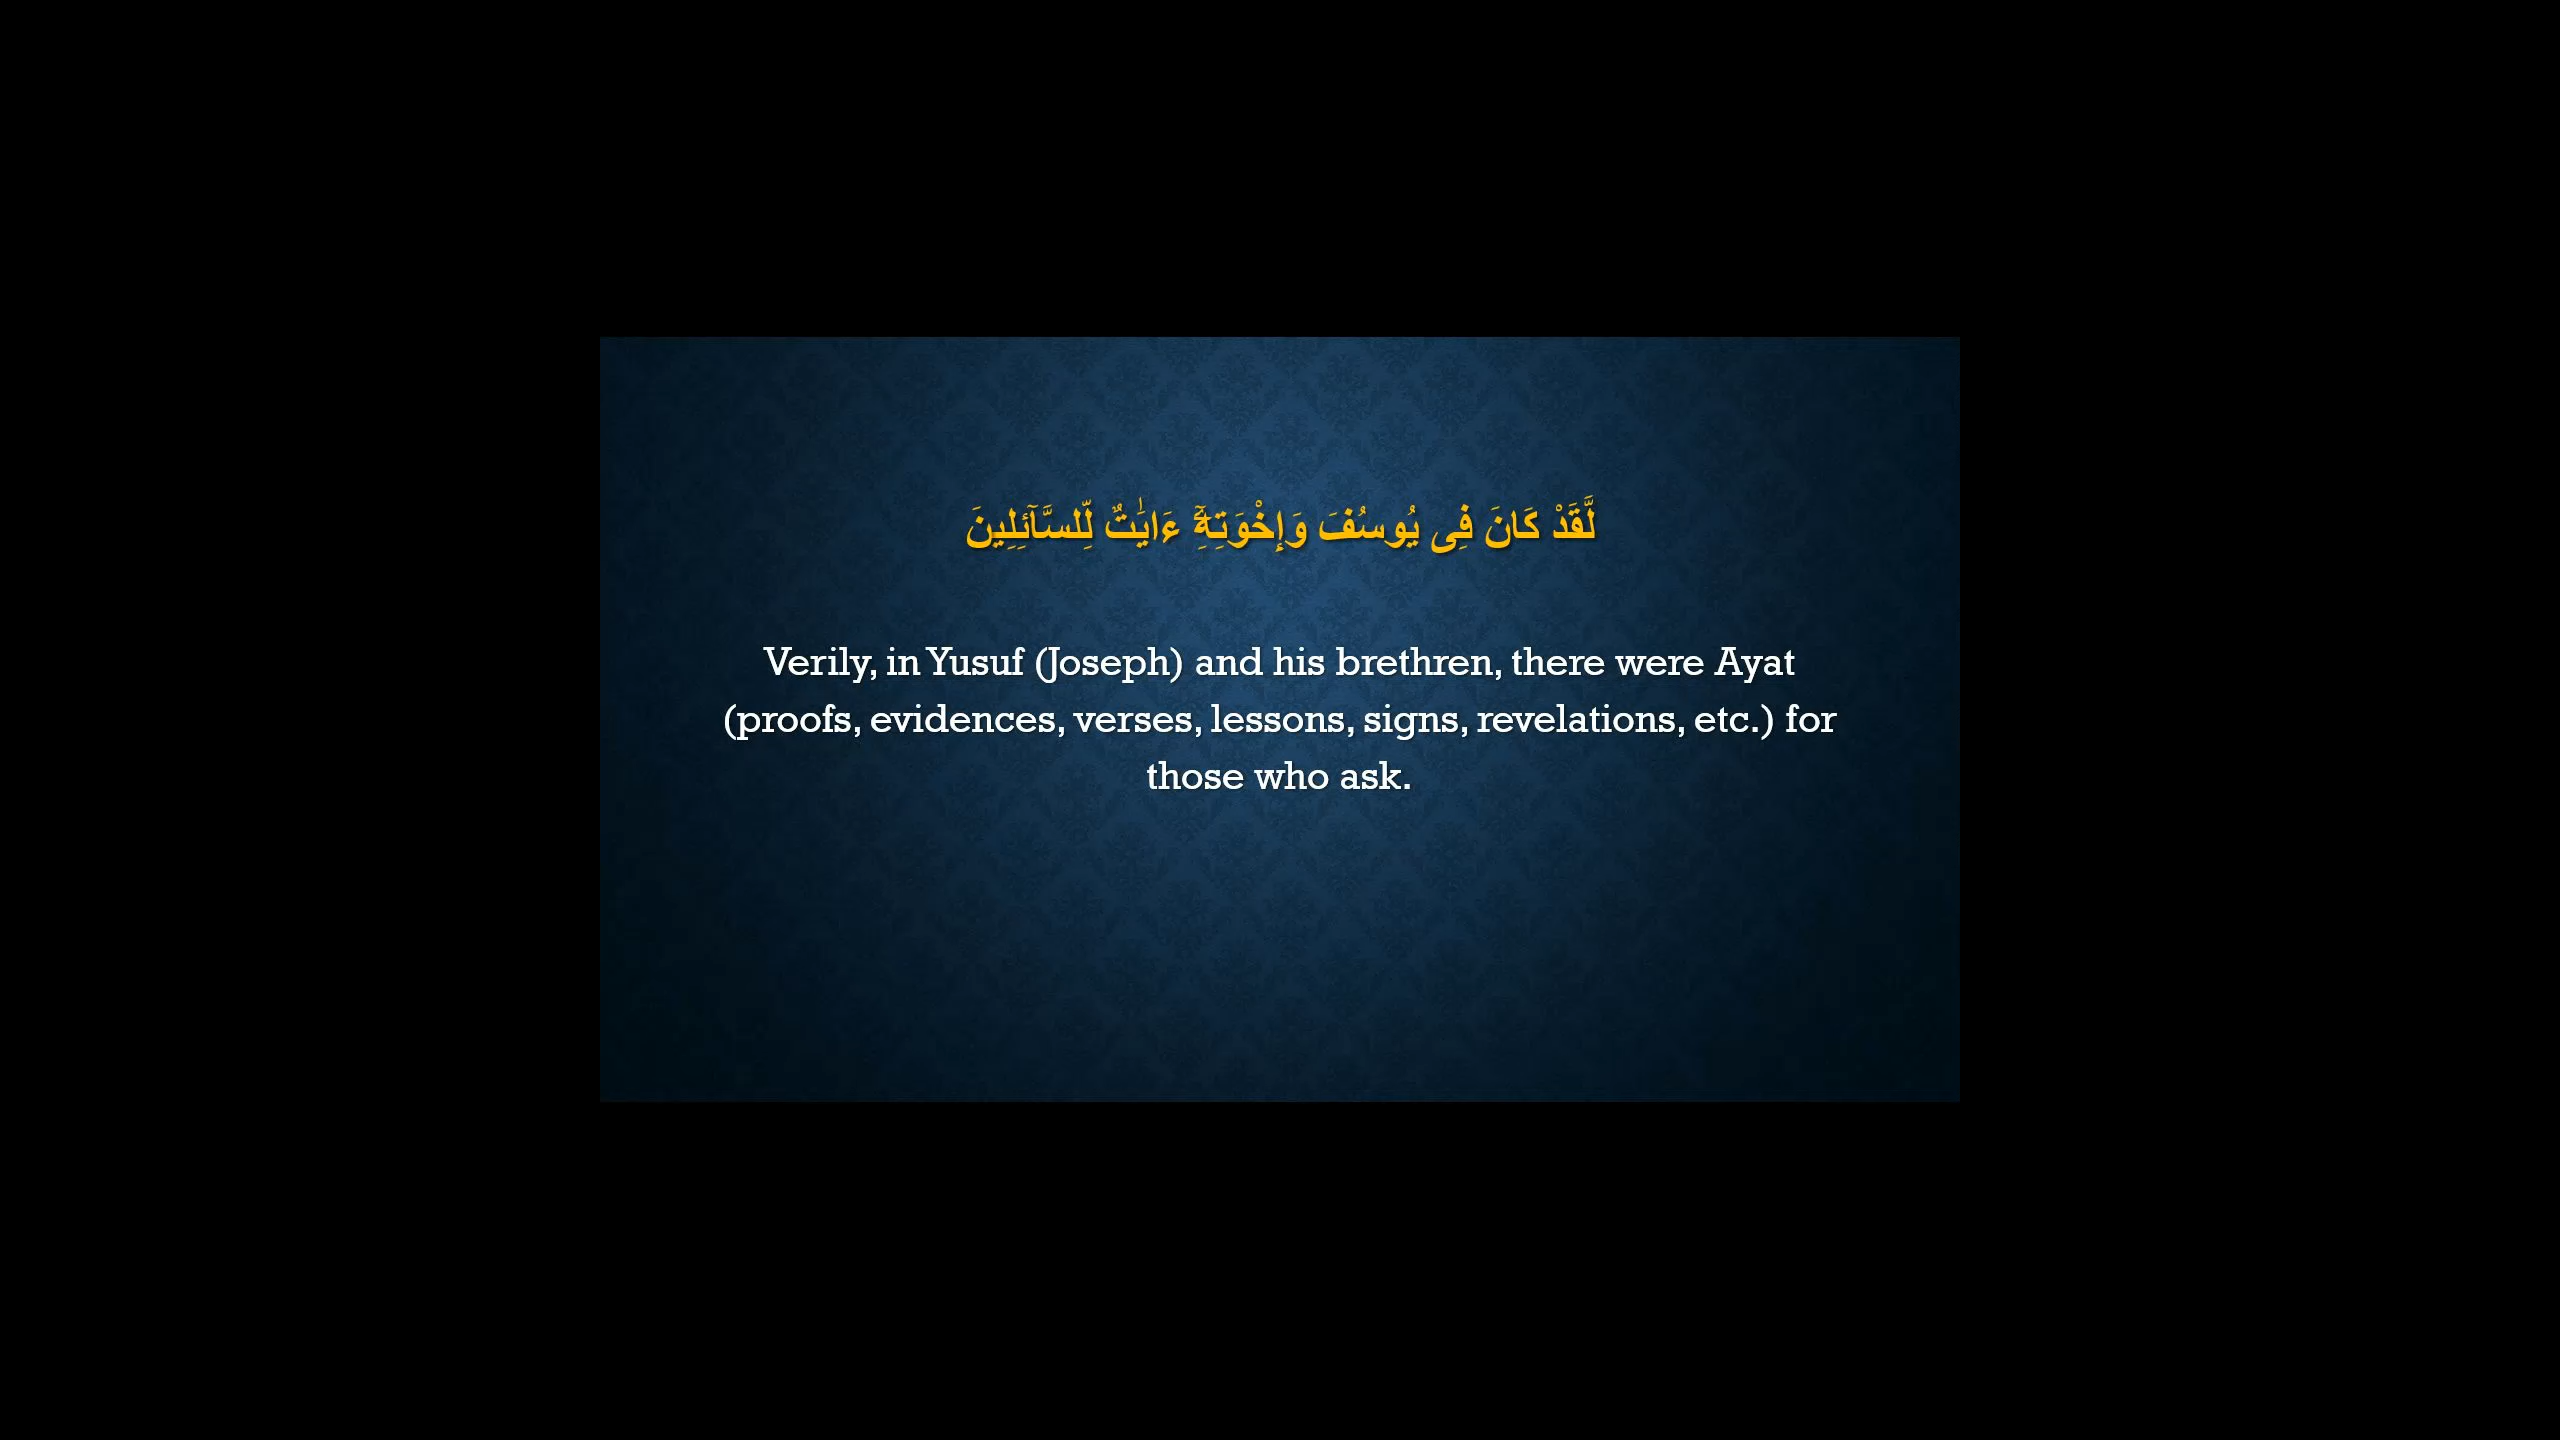 لَّقَدْ كَانَ فِى يُوسُفَ وَإِخْوَتِهِۦٓ ءَايَٰتٌ لِّلسَّآئِلِينَ
Verily, in Yusuf (Joseph) and his brethren, there were Ayat
(proofs, evidences, verses, lessons, signs, revelations, etc.) for
those who ask.